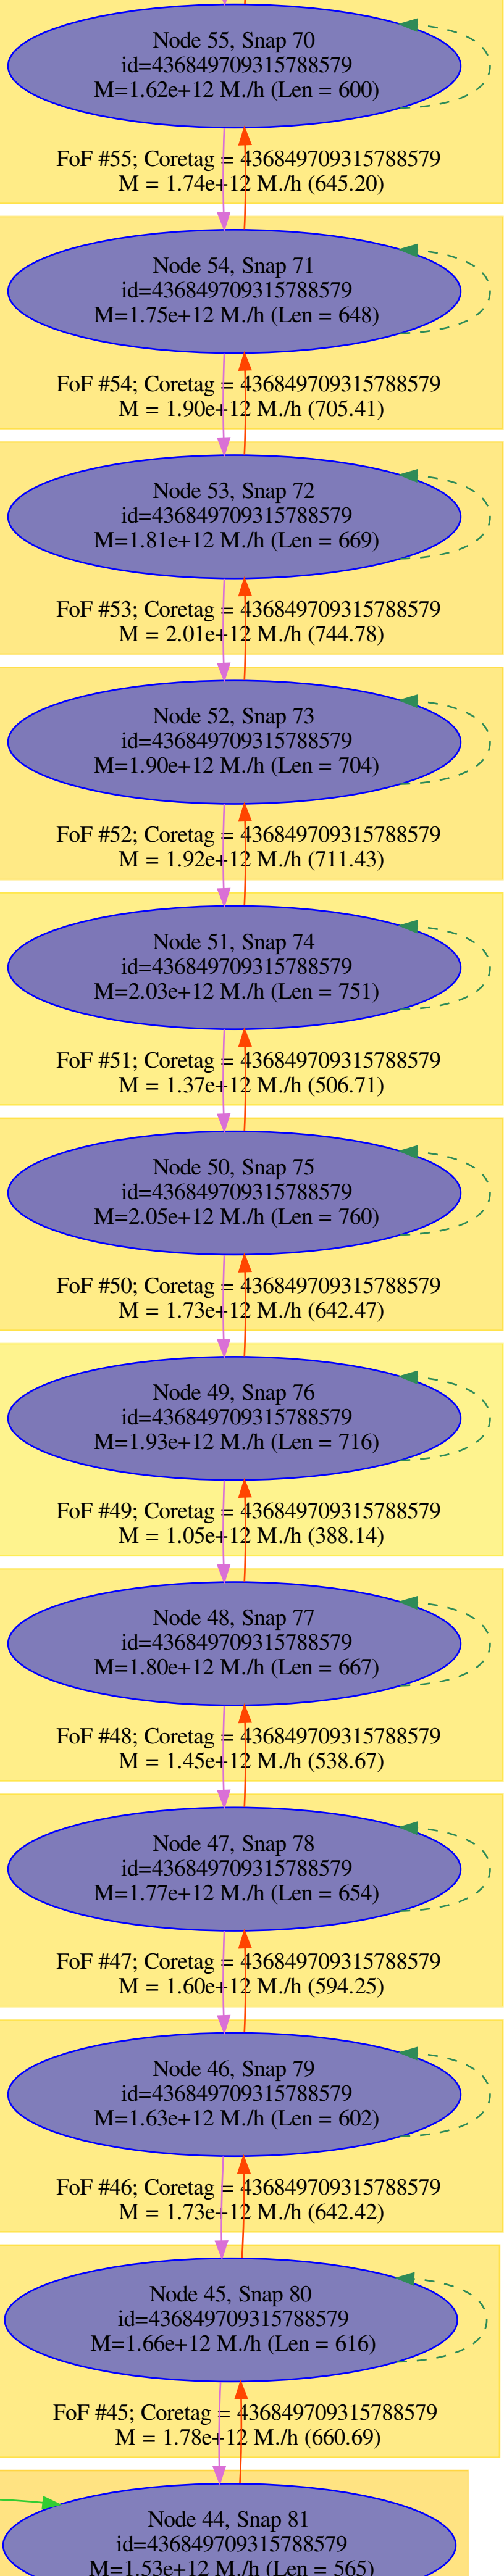 Node 55, Snap 70
id=436849709315788579
M=1.62e+12 M./h (Len = 600)
FoF #55; Coretag = 436849709315788579
M = 1.74e+12 M./h (645.20)
Node 54, Snap 71
id=436849709315788579
M=1.75e+12 M./h (Len = 648)
FoF #54; Coretag = 436849709315788579
M = 1.90e+12 M./h (705.41)
Node 53, Snap 72
id=436849709315788579
M=1.81e+12 M./h (Len = 669)
FoF #53; Coretag = 436849709315788579
M = 2.01e+12 M./h (744.78)
Node 52, Snap 73
id=436849709315788579
M=1.90e+12 M./h (Len = 704)
FoF #52; Coretag = 436849709315788579
M = 1.92e+12 M./h (711.43)
Node 51, Snap 74
id=436849709315788579
M=2.03e+12 M./h (Len = 751)
FoF #51; Coretag = 436849709315788579
M = 1.37e+12 M./h (506.71)
Node 50, Snap 75
id=436849709315788579
M=2.05e+12 M./h (Len = 760)
FoF #50; Coretag = 436849709315788579
M = 1.73e+12 M./h (642.47)
Node 49, Snap 76
id=436849709315788579
M=1.93e+12 M./h (Len = 716)
FoF #49; Coretag = 436849709315788579
M = 1.05e+12 M./h (388.14)
Node 48, Snap 77
id=436849709315788579
M=1.80e+12 M./h (Len = 667)
FoF #48; Coretag = 436849709315788579
M = 1.45e+12 M./h (538.67)
Node 47, Snap 78
id=436849709315788579
M=1.77e+12 M./h (Len = 654)
FoF #47; Coretag = 436849709315788579
M = 1.60e+12 M./h (594.25)
Node 46, Snap 79
id=436849709315788579
M=1.63e+12 M./h (Len = 602)
FoF #46; Coretag = 436849709315788579
M = 1.73e+12 M./h (642.42)
Node 45, Snap 80
id=436849709315788579
M=1.66e+12 M./h (Len = 616)
FoF #45; Coretag = 436849709315788579
M = 1.78e+12 M./h (660.69)
Node 44, Snap 81
id=436849709315788579
M=1.53e+12 M./h (Len = 565)